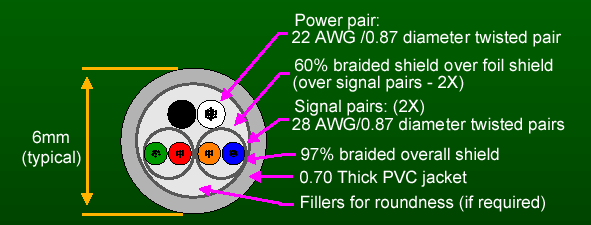 Power pair:
22 AWG /0.87 diameter twisted pair
60% braided shield over foil shield
(over signal pairs - 2X)
Signal pairs: (2X)
28 AWG/0.87 diameter twisted pairs
97% braided overall shield
0.70 Thick PVC jacket
Fillers for roundness (if required)
6mm
(typical)